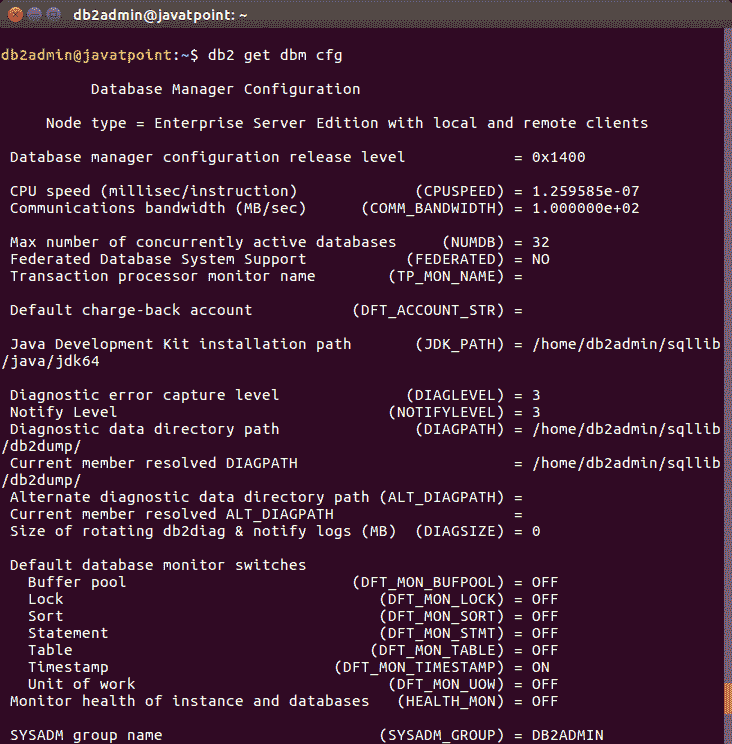 db2admin@javatpoint: ~
db2admin@javatpoint:~$ db2 get dbm cfg
Database Manager Configuration
Node type = Enterprise Server Edition with local and remote clients
Database manager configuration release level = 0x1400
CPU speed (millisec/instruction) (CPUSPEED) = 1.259585e-07
Communications bandwidth (MB/sec) (COMM_BANDWIDTH) = 1.000000e+02
Max number of concurrently active databases (NUMDB) = 32
Federated Database System Support (FEDERATED) = NO
Transaction processor monitor name (TP_MON_NAME) =
Default charge-back account (DFT_ACCOUNT_STR) =
Java Development Kit installation path (JDK_PATH) = /home/db2admin/sqllib
/java/jdk64
Diagnostic error capture level (DIAGLEVEL) = 3
Notify Level (NOTIFYLEVEL) = 3
Diagnostic data directory path (DIAGPATH) = /home/db2admin/sqllib
/db2dump/
Current member resolved DIAGPATH = /home/db2admin/sqllib
/db2dump/
Alternate diagnostic data directory path (ALT_DIAGPATH) =
Current member resolved ALT_DIAGPATH =
Size of rotating db2diag & notify logs (MB) (DIAGSIZE) = 0
Default database monitor switches
Buffer pool (DFT_MON_BUFPOOL) = OFF
Lock (DFT_MON_LOCK) = OFF
Sort (DFT_MON_SORT) = OFF
Statement (DFT_MON_STMT) = OFF
Table (DFT_MON_TABLE) = OFF
Timestamp (DFT_MON_TIMESTAMP) = ON
Unit of work (DFT_MON_UOW) = OFF
Monitor health of instance and databases (HEALTH_MON) = OFF
SYSADM group name (SYSADM_GROUP) = DB2ADMIN